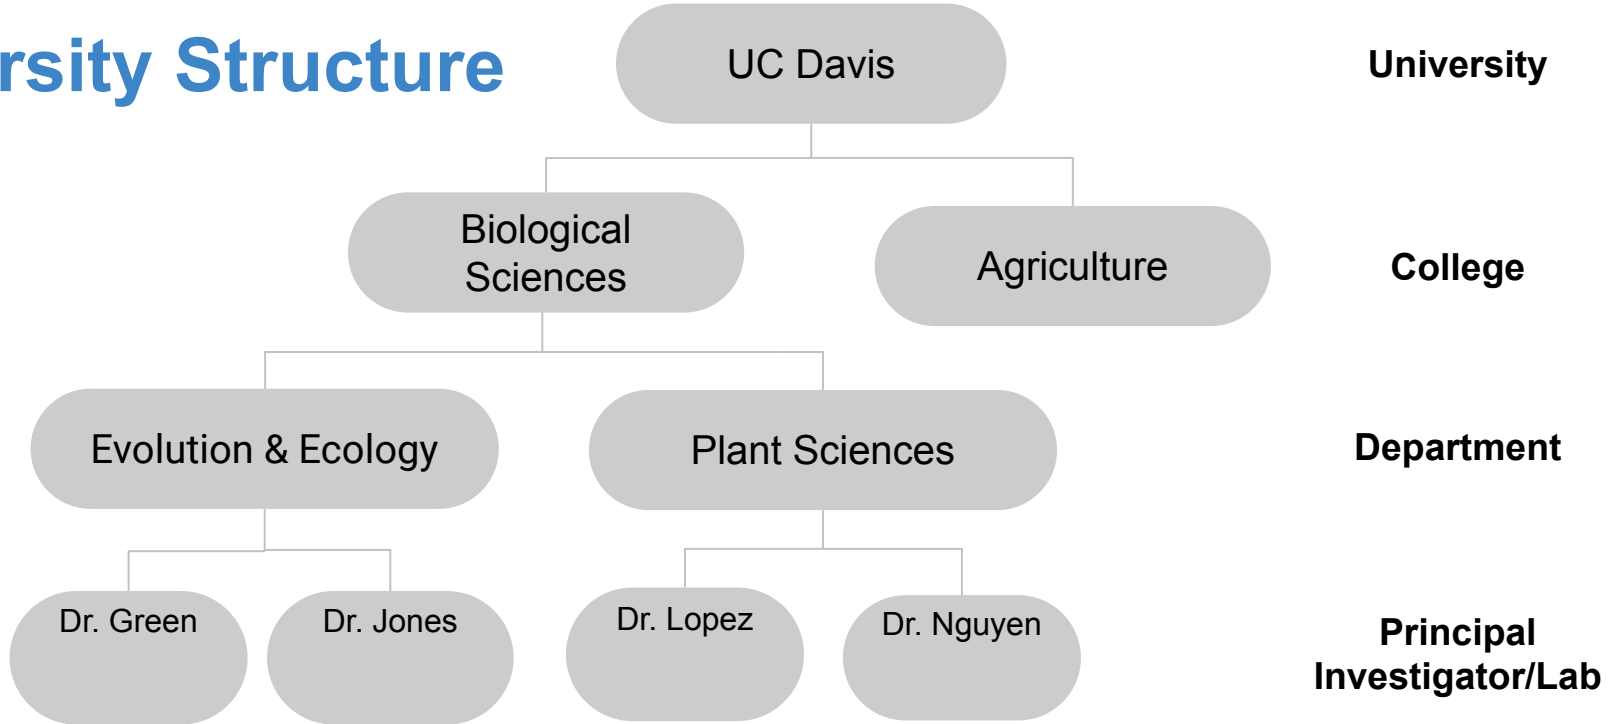 rsity Structure
UC Davis
University
Biological
Sciences
Agriculture
College
Evolution & Ecology
Plant Sciences
Department
Dr. Green
Dr. Jones
Dr. Lopez
Dr. Nguyen
Principal
Investigator/Lab